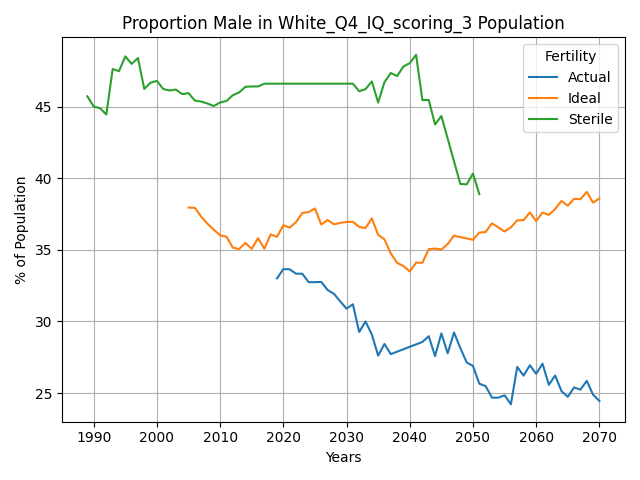 Proportion Male in White_Q4_IQ_scoring_3 Population
Fertility
Actual
Ideal
Sterile
% of Population
45
40
35
30
25
1990 2000 2010 2020 2030 2040 2050 2060 2070
Years